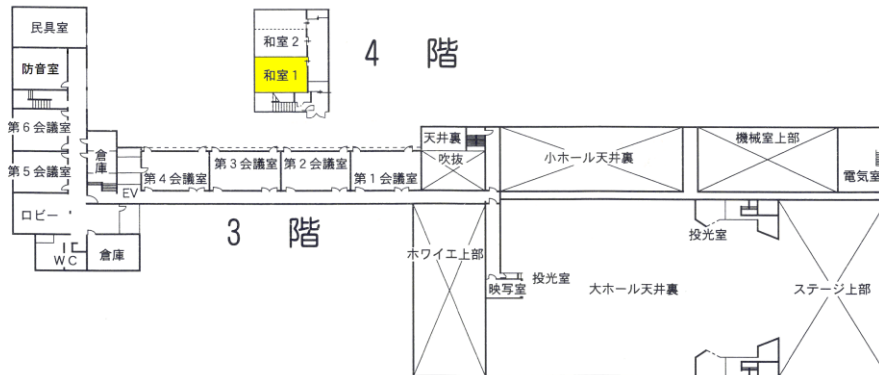 民具室
防音室
第6会議室
第5会議室
ロビー
WC
倉庫
倉庫
EV
和室2
和室1
4 階
第4会議室
第3会議室
第2会議室
第1会議室
3 階
天井裏
吹抜
小ホール天井裏
機械室上部
電気室
ホワイエ上部
映写室
投光室
大ホール天井裏
投光室
ステージ上部